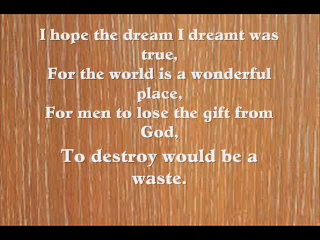 I hope the dream I dreamt was
true,
For the world is a wonderful
place,
For men to lose the gift from
God,
To destroy would be a
waste.